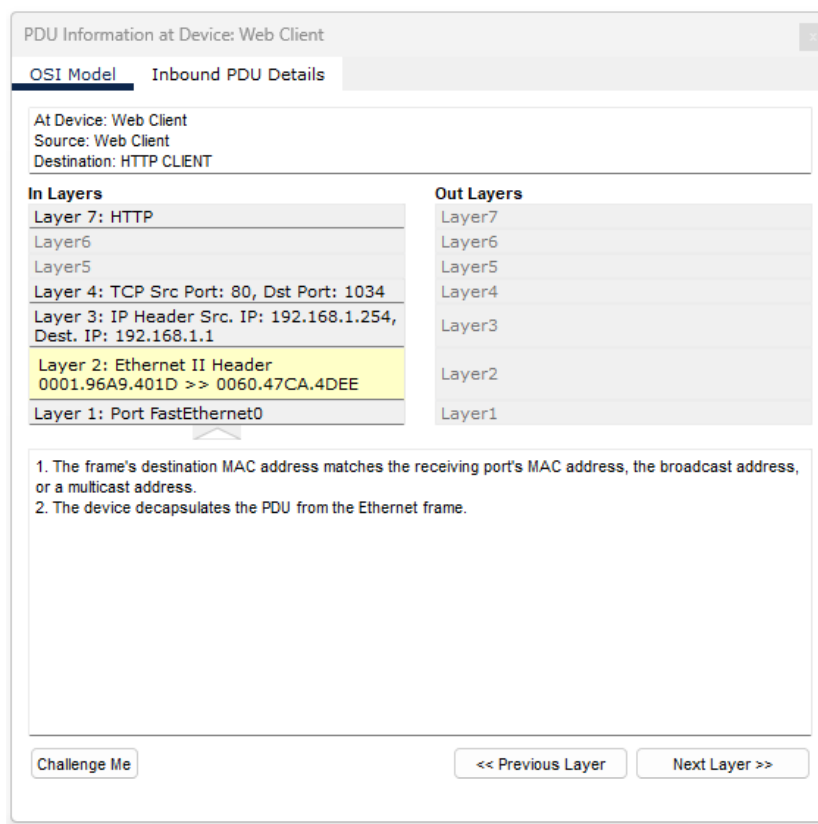 PDU Information at Device: Web Client
x
OSI Model
Inbound PDU Details
At Device: Web Client
Source: Web Client
Destination: HTTP CLIENT
In Layers
Layer 7: HTTP
Layer6
Layer5
Layer 4: TCP Src Port: 80, Dst Port: 1034
Layer 3: IP Header Src. IP: 192.168.1.254,
Dest. IP: 192.168.1.1
Layer 2: Ethernet II Header
0001.96A9.401D >> 0060.47CA.4DEE
Layer 1: Port FastEthernet0
Out Layers
Layer7
Layer6
Layer5
Layer4
Layer3
Layer2
Layer1
1. The frame's destination MAC address matches the receiving port's MAC address, the broadcast address,
or a multicast address.
2. The device decapsulates the PDU from the Ethernet frame.
Challenge Me
<< Previous Layer
Next Layer >>